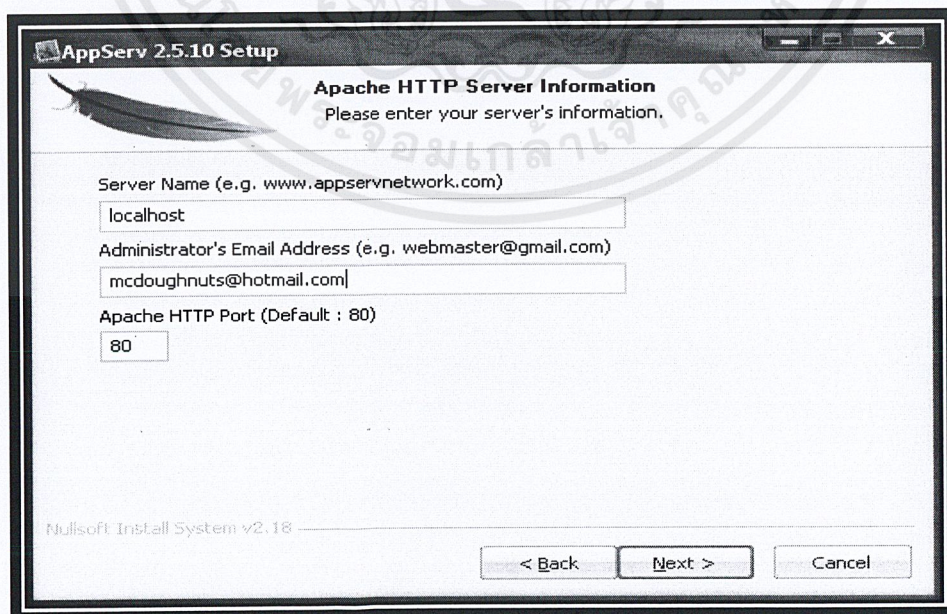 AppServ 2.5.10 Setup
Apache HTTP Server Information
Please enter your server's information.
Server Name (e.g. www.appservnetwork.com)
localhost
Administrator's Email Address (e.g. webmaster@gmail.com)
mcdoughnuts@hotmail.com
Apache HTTP Port (Default : 80)
80
Nullsoft Install System v2.18
< Back
Next >
Cancel